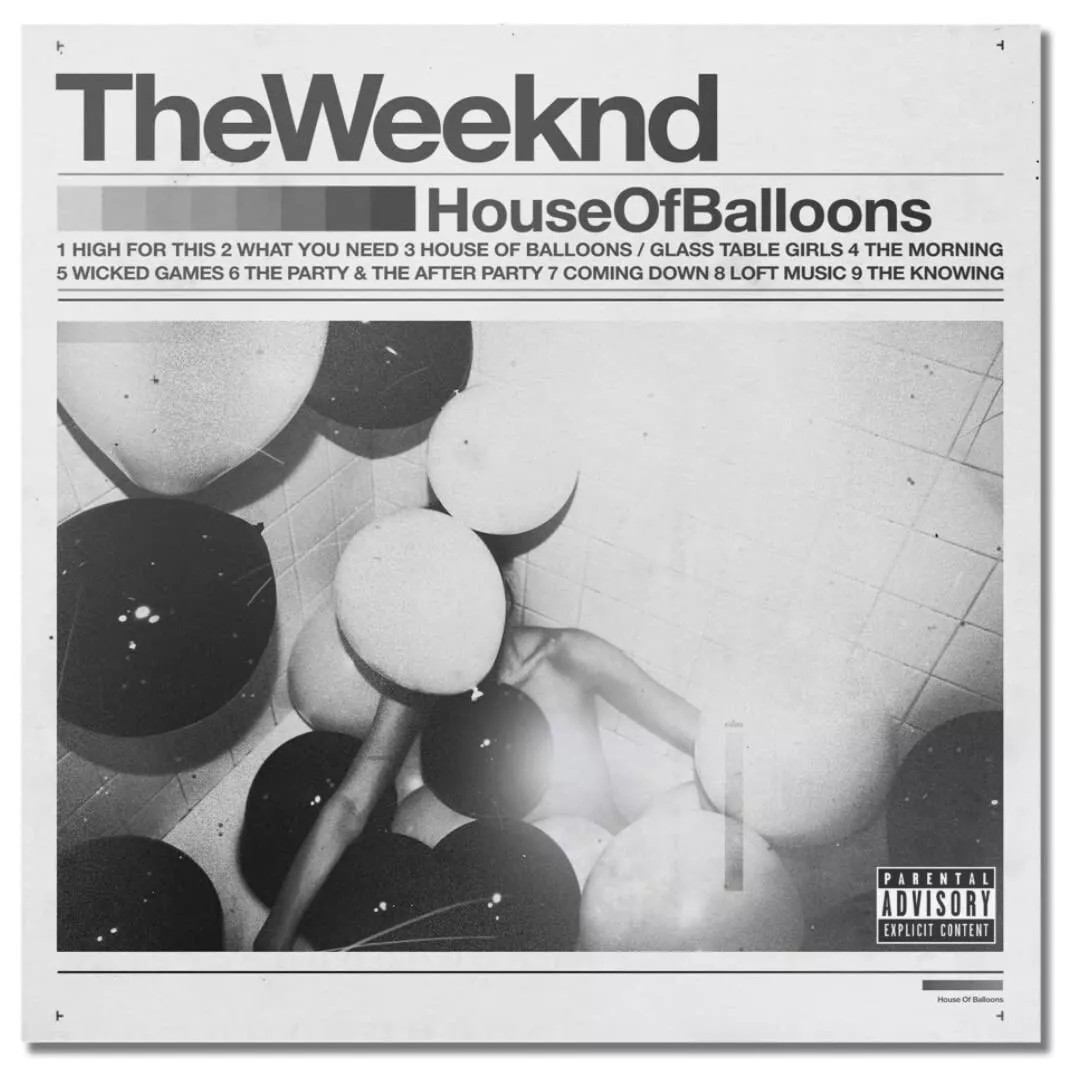 TheWeeknd
HouseOfBalloons
1 HIGH FOR THIS 2 WHAT YOU NEED 3 HOUSE OF BALLOONS / GLASS TABLE GIRLS 4 THE MORNING
5 WICKED GAMES 6 THE PARTY & THE AFTER PARTY 7 COMING DOWN 8 LOFT MUSIC 9 THE KNOWING
PARENTAL
ADVISORY
EXPLICIT CONTENT
House Of Balloons